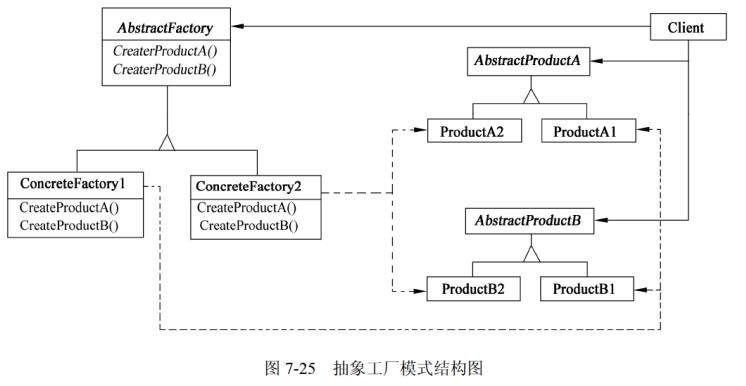 AbstractFactory
CreaterProductA()
CreaterProductB()
Client
AbstractProductA
ProductA2
ProductA1
ConcreteFactory1
CreateProductA()
CreateProductB()
ConcreteFactory2
CreateProductA()
CreateProductB()
AbstractProductB
ProductB2
ProductB1
图 7-25 抽象工厂模式结构图